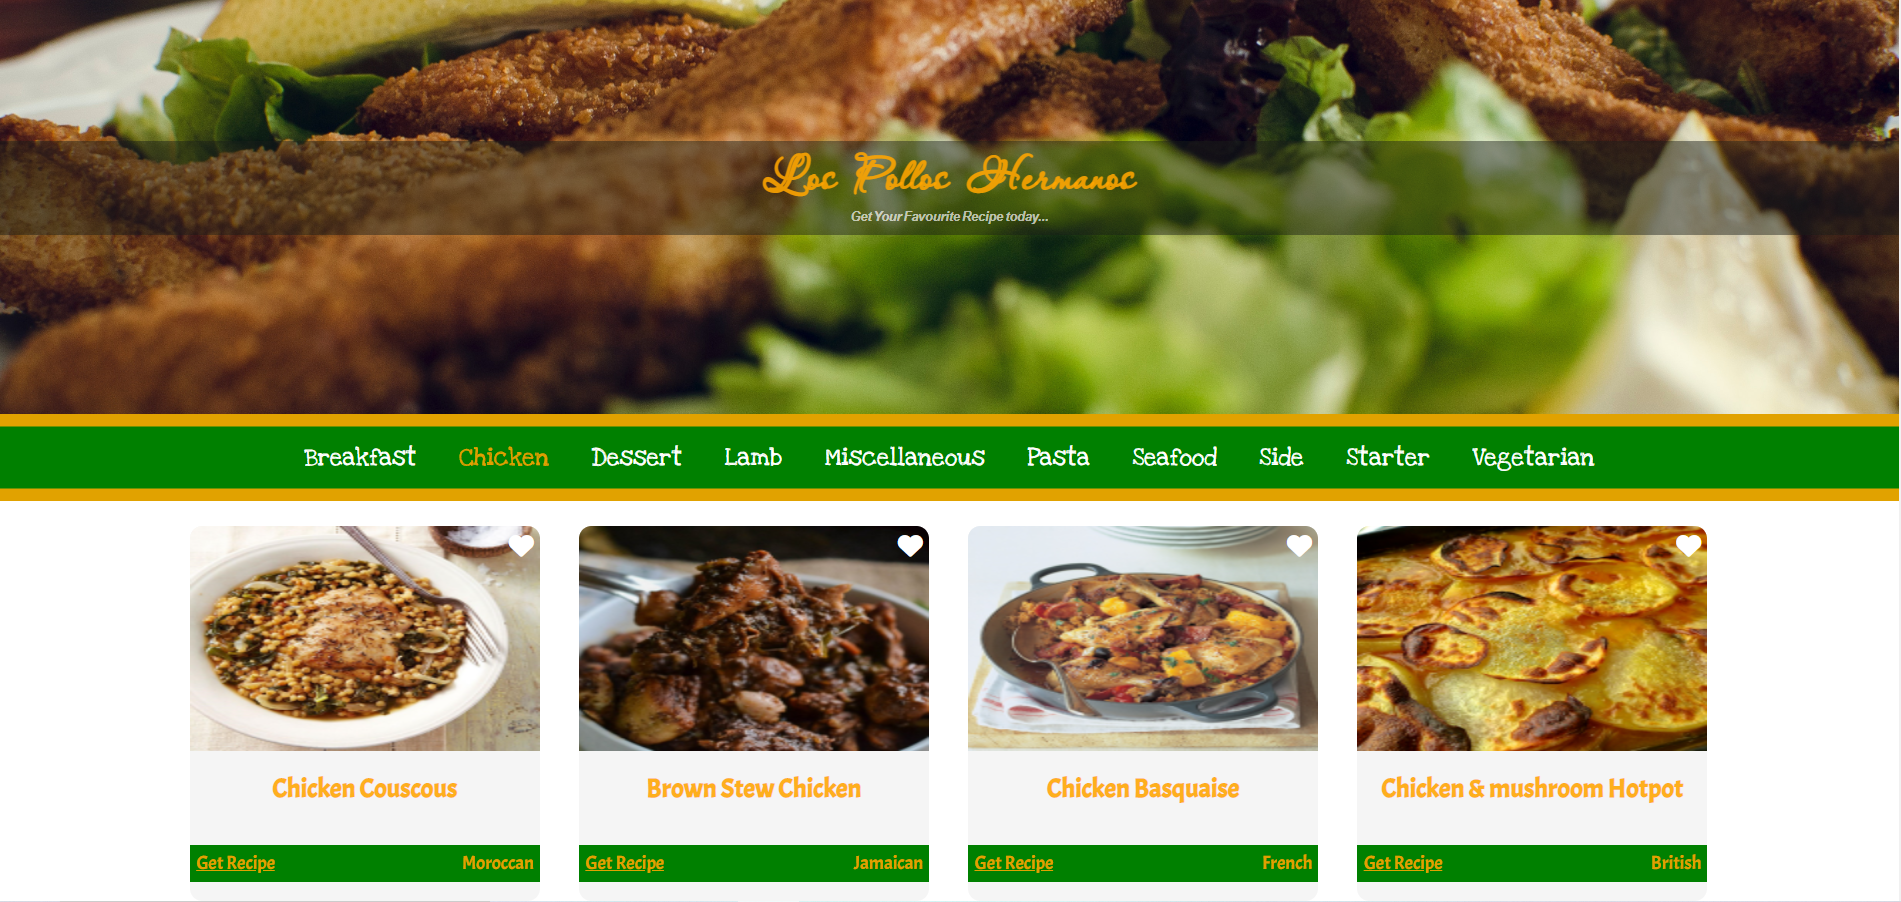 Los Pollos Hermanos
Get Your Favourite Recipe today...
Breakfast Chicken Dessert Lamb Miscellaneous Pasta Seafood Side Starter Vegetarian
Chicken Couscous
Get Recipe Moroccan
Brown Stew Chicken
Get Recipe Jamaican
Chicken Basquaise
Get Recipe French
Chicken & mushroom Hotpot
Get Recipe British